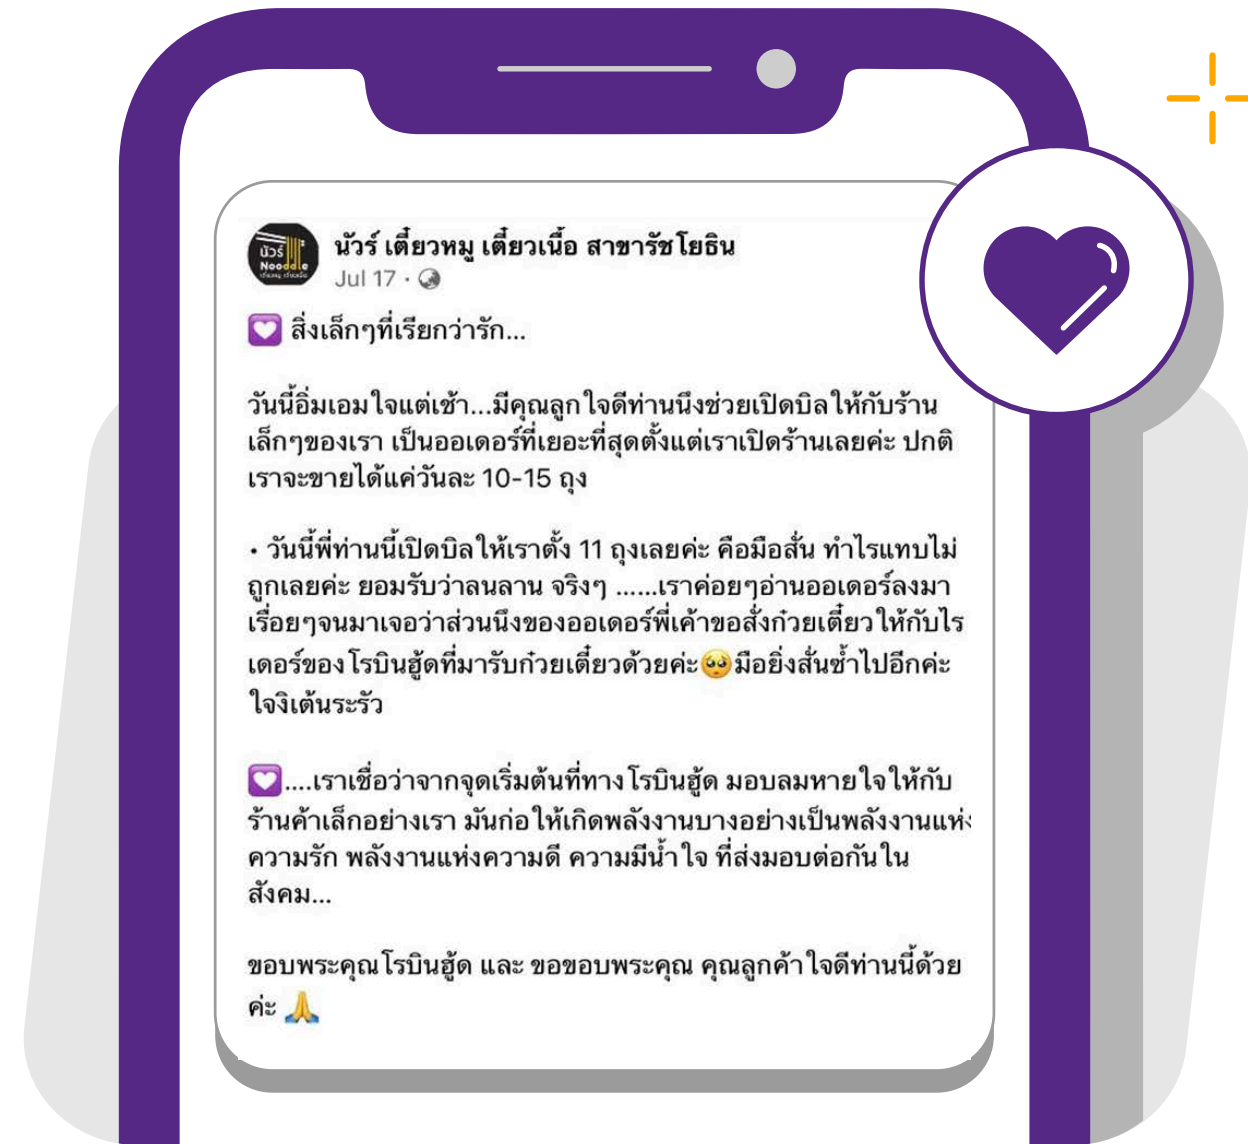 นัวร์
Nooodle
นัวร์ เตี๋ยวหมู เตี๋ยวเนื้อ สาขารัชโยธิน
Jul 17 ·
💟 สิ่งเล็กๆที่เรียกว่ารัก...
วันนี้อิ่มเอมใจแต่เช้า...มีคุณลูกใจดีท่านนึงช่วยเปิดบิลให้กับร้าน
เล็กๆของเรา เป็นออเดอร์ที่เยอะที่สุดตั้งแต่เราเปิดร้านเลยค่ะ ปกติ
เราจะขายได้แค่วันละ 10-15 ถุง
• วันนี้พี่ท่านนี้เปิดบิลให้เราตั้ง 11 ถุงเลยค่ะ คือมือสั่น ทำไรแทบไม่
ถูกเลยค่ะ ยอมรับว่าลนลาน จริงๆ ......เราค่อยๆอ่านออเดอร์ลงมา
เรื่อยๆจนมาเจอว่าส่วนนึงของออเดอร์พี่เค้าขอสั่งก๋วยเตี๋ยวให้กับไร
เดอร์ของโรบินฮู้ดที่มารับก๋วยเตี๋ยวด้วยค่ะ🥺มือยิ่งสั่นซ้ำไปอีกค่ะ
ใจงิเต้นระรัว
💟....เราเชื่อว่าจากจุดเริ่มต้นที่ทางโรบินฮู้ด มอบลมหายใจให้กับ
ร้านค้าเล็กอย่างเรา มันก่อให้เกิดพลังงานบางอย่างเป็นพลังงานแห่ง
ความรัก พลังงานแห่งความดี ความมีน้ำใจ ที่ส่งมอบต่อกันใน
สังคม...
ขอบพระคุณโรบินฮู้ด และ ขอขอบพระคุณ คุณลูกค้าใจดีท่านนี้ด้วย
ค่ะ 🙏